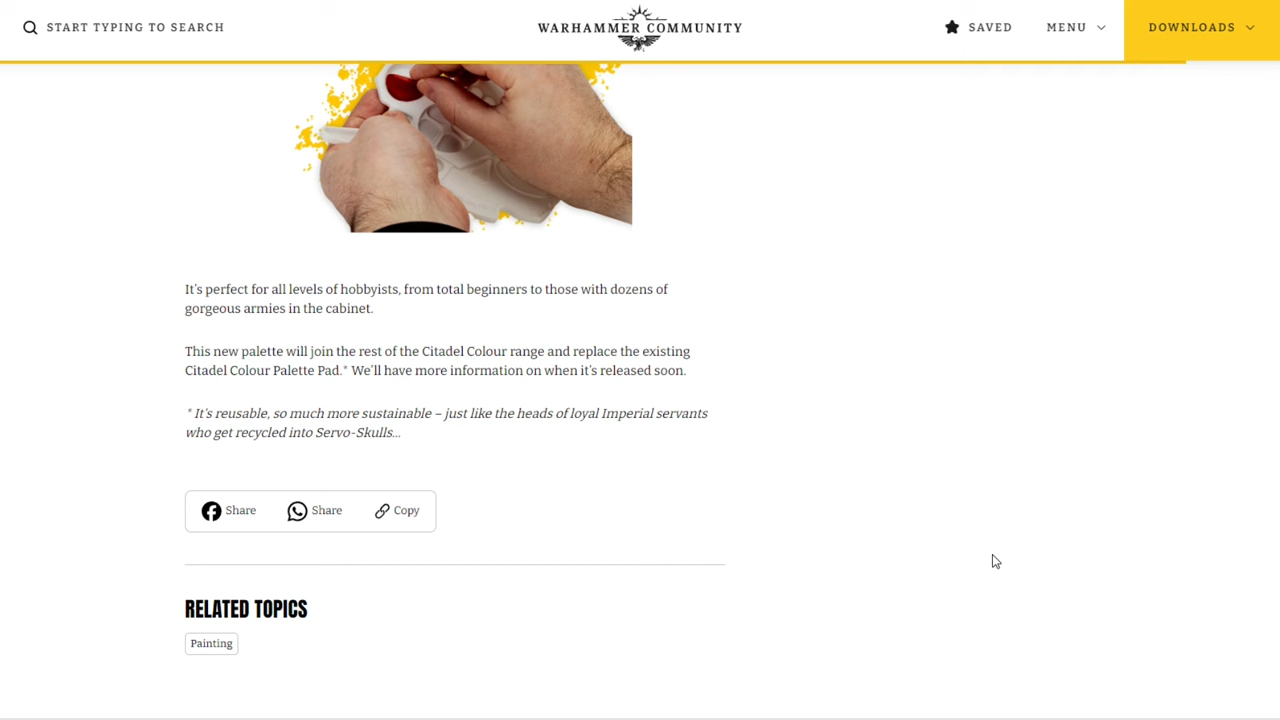 START TYPING TO SEARCH
WARHAMMER COMMUNITY
SAVED
MENU
DOWNLOADS
It's perfect for all levels of hobbyists, from total beginners to those with dozens of
gorgeous armies in the cabinet.
This new palette will join the rest of the Citadel Colour range and replace the existing
Citadel Colour Palette Pad.* We'll have more information on when it's released soon.
* It's reusable, so much more sustainable – just like the heads of loyal Imperial servants
who get recycled into Servo-Skulls...
Share
Share
Copy
RELATED TOPICS
Painting